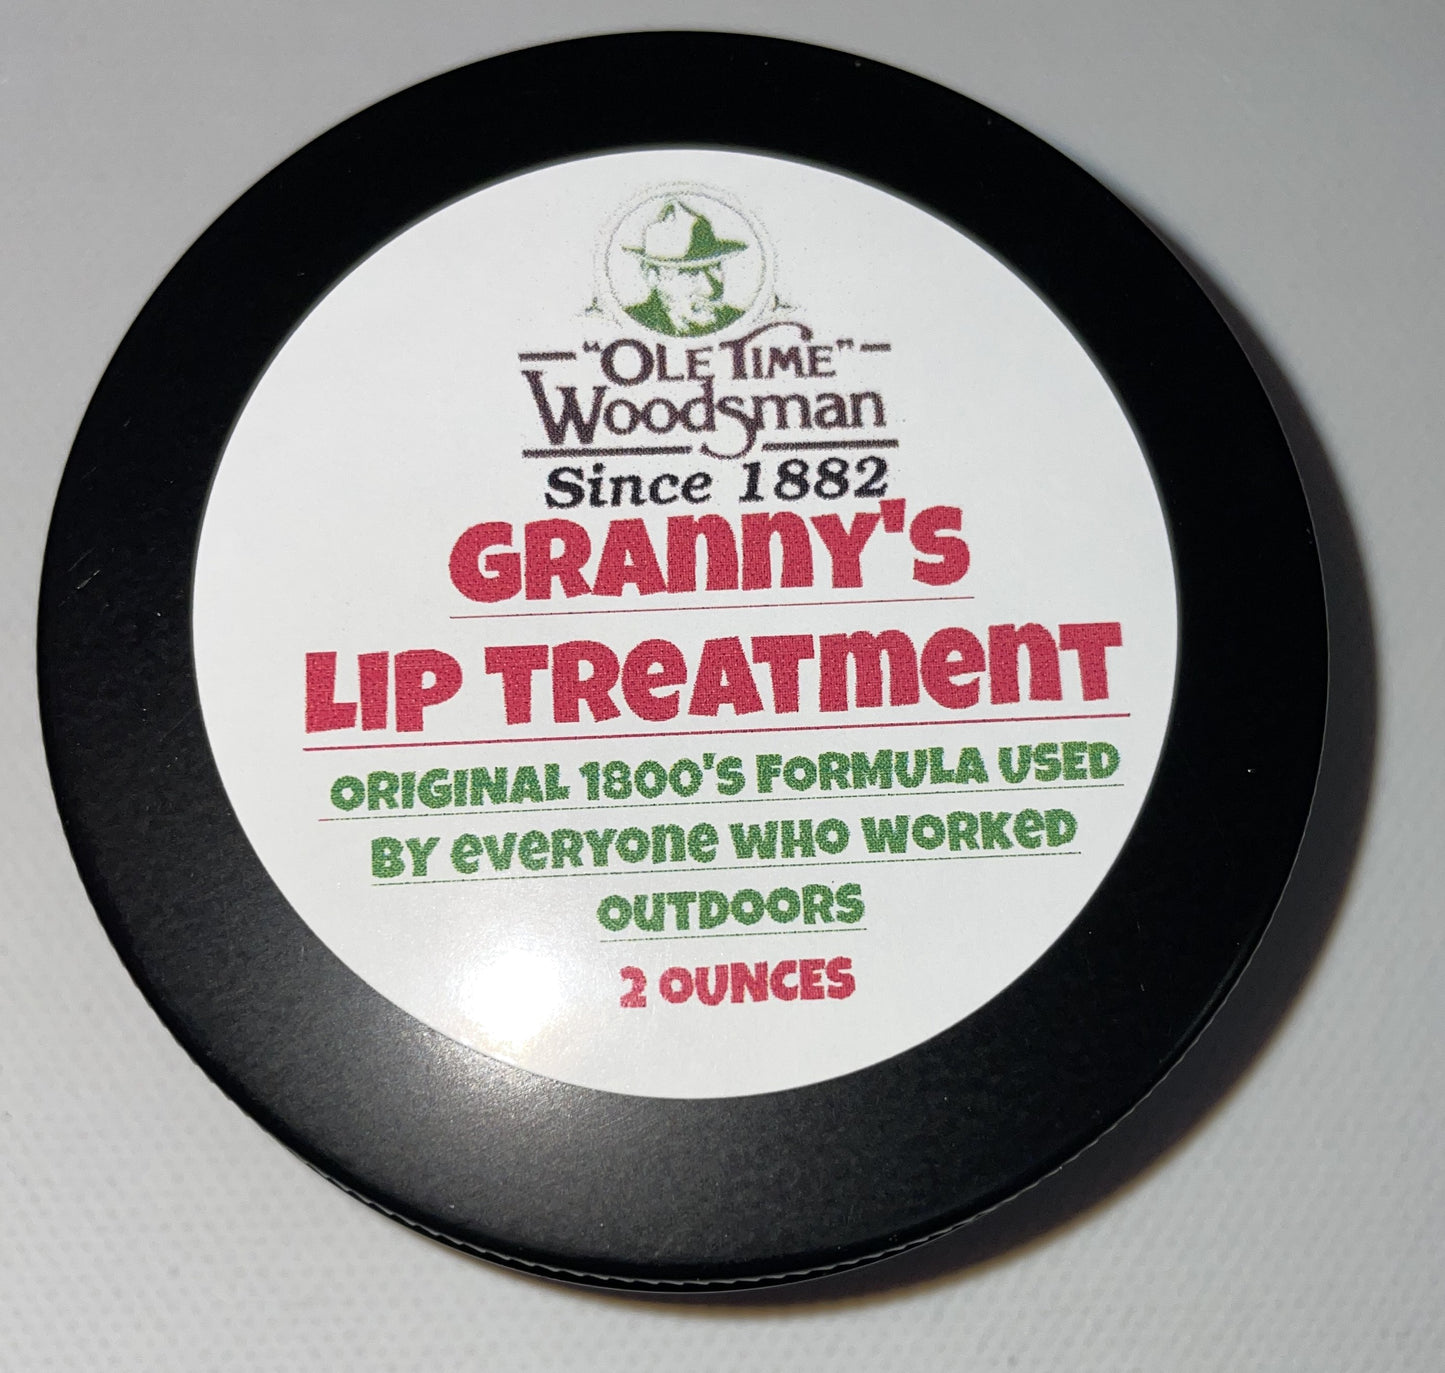 "OLE TIME"
Woodsman
Since 1882
GRANNY'S
LIP TREATMENT
ORIGINAL 1800'S FORMULA USED
BY EVERYONE WHO WORKED
OUTDOORS
2 OUNCES